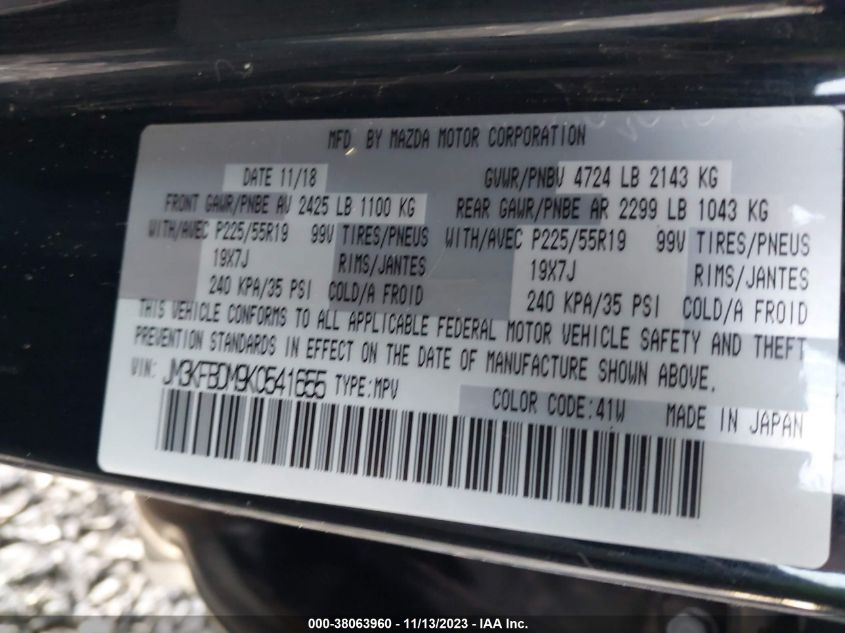 MFD BY MAZDA MOTOR CORPORATION
DATE 11/18 GVWR/PNBV 4724 LB 2143 KG
FRONT GAWR/PNBE AV 2425 LB 1100 KG REAR GAWR/PNBE AR 2299 LB 1043 KG
WITH/AVEC P225/55R19 99V TIRES/PNEUS WITH/AVEC P225/55R19 99V TIRES/PNEUS
19X7J RIMS/JANTES 19X7J RIMS/JANTES
240 KPA/35 PSI COLD/A FROID 240 KPA/35 PSI COLD/A FROID
THIS VEHICLE CONFORMS TO ALL APPLICABLE FEDERAL MOTOR VEHICLE SAFETY AND THEFT
PREVENTION STANDARDS IN EFFECT ON THE DATE OF MANUFACTURE SHOWN ABOVE.
VIN: JM3KFBDM9K0541655 TYPE:MPV
COLOR CODE:41W MADE IN JAPAN
000-38063960 - 11/13/2023 - IAA Inc.